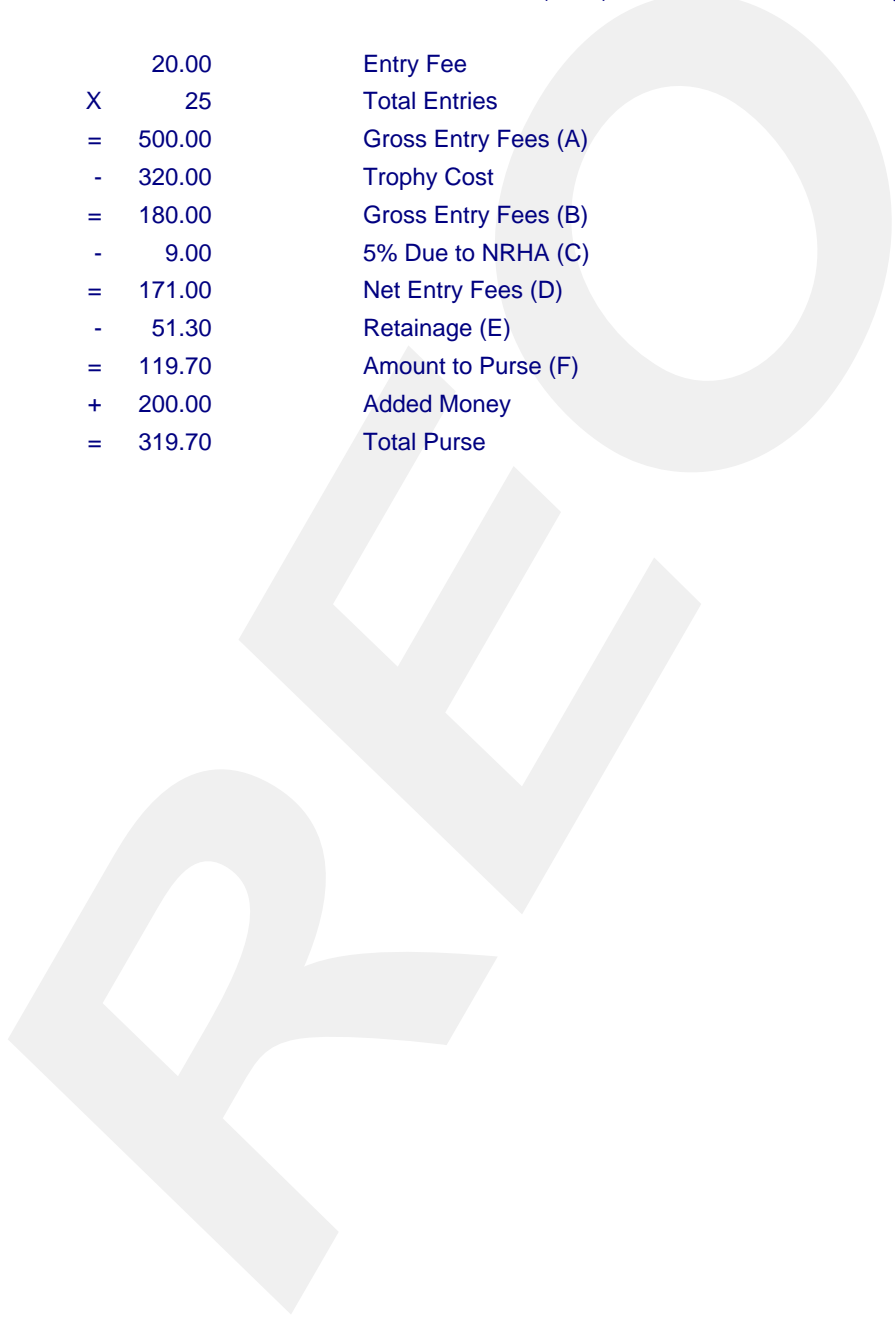 20.00 Entry Fee
X 25 Total Entries
= 500.00 Gross Entry Fees (A)
- 320.00 Trophy Cost
= 180.00 Gross Entry Fees (B)
- 9.00 5% Due to NRHA (C)
= 171.00 Net Entry Fees (D)
- 51.30 Retainage (E)
= 119.70 Amount to Purse (F)
+ 200.00 Added Money
= 319.70 Total Purse
REO